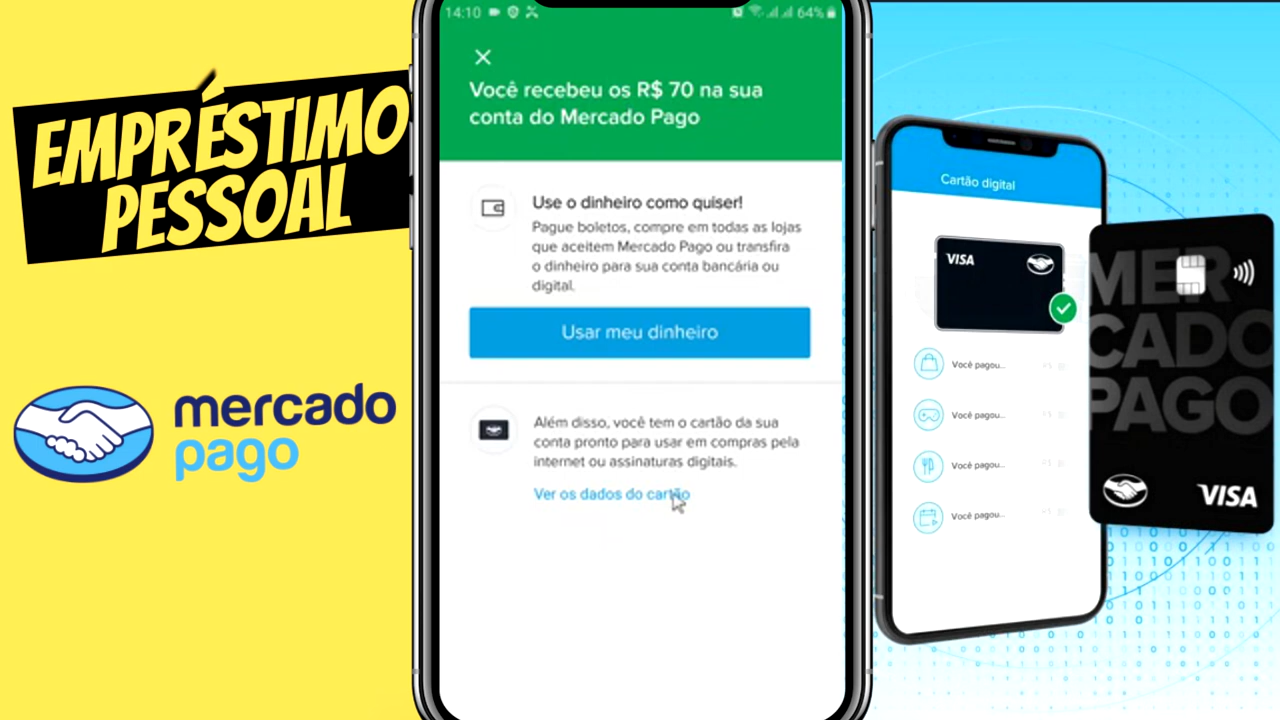 EMPRÉSTIMO
PESSOAL
mercado
pago
14:10
64%
Você recebeu os R$ 70 na sua
conta do Mercado Pago
Use o dinheiro como quiser!
Pague boletos, compre em todas as lojas
que aceitem Mercado Pago ou transfira
o dinheiro para sua conta bancária ou
digital.
Usar meu dinheiro
Além disso, você tem o cartão da sua
conta pronto para usar em compras pela
internet ou assinaturas digitais.
Ver os dados do cartão
Cartão digital
VISA
Você pagou...
Você pagou...
Você pagou...
Você pagou...
MER
CADO
PAGO
VISA